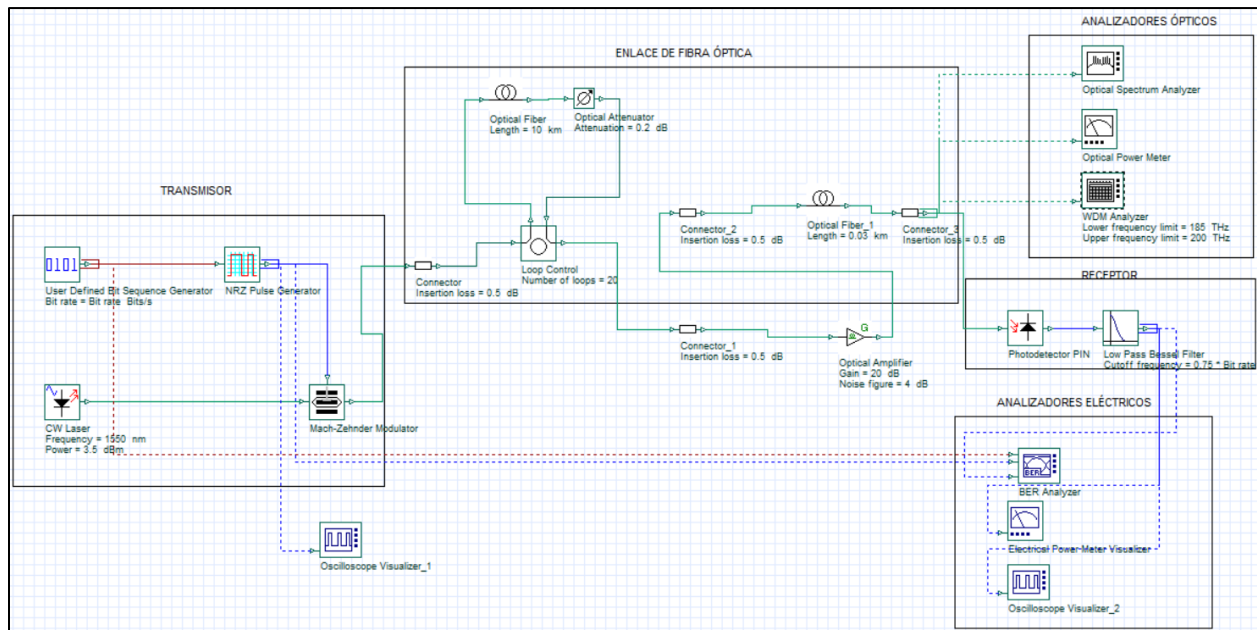 ANALIZADORES ÓPTICOS
Optical Spectrum Analyzer
Optical Power Meter
WDM Analyzer
Lower frequency limit = 185 THz
Upper frequency limit = 200 THz
ENLACE DE FIBRA ÓPTICA
Optical Fiber
Length = 10 km
Optical Attenuator
Attenuation = 0.2 dB
Connector
Insertion loss = 0.5 dB
Loop Control
Number of loops = 20
Connector_2
Insertion loss = 0.5 dB
Optical Fiber_1
Length = 0.03 km
Connector_3
Insertion loss = 0.5 dB
Connector_1
Insertion loss = 0.5 dB
G
Optical Amplifier
Gain = 20 dB
Noise figure = 4 dB
TRANSMISOR
0101
User Defined Bit Sequence Generator
Bit rate = Bit rate Bits/s
NRZ Pulse Generator
CW Laser
Frequency = 1550 nm
Power = 3.5 dBm
Mach-Zehnder Modulator
Oscilloscope Visualizer_1
RECEPTOR
Photodetector PIN
Low Pass Bessel Filter
Cutoff frequency = 0.75 * Bit rate
ANALIZADORES ELÉCTRICOS
BER
BER Analyzer
Electrical Power Meter Visualizer
Oscilloscope Visualizer_2